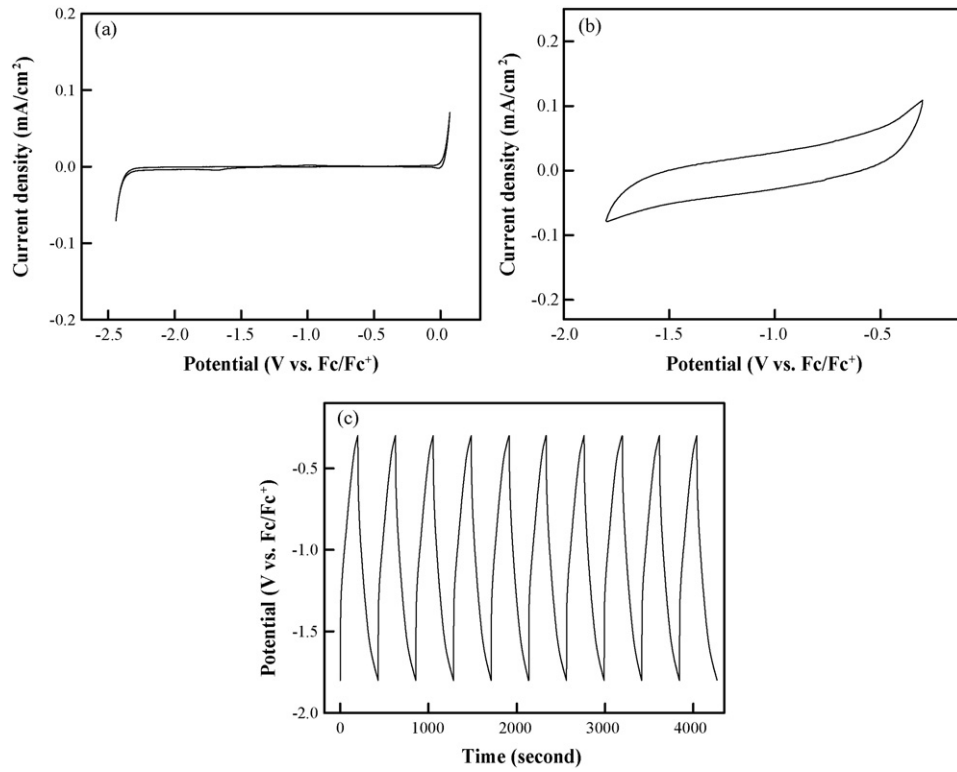 (a)
0.2
0.1
0.0
-0.1
-0.2
Current density (mA/cm²)
-2.5 -2.0 -1.5 -1.0 -0.5 0.0
Potential (V vs. Fc/Fc⁺)
(b)
0.2
0.1
0.0
-0.1
-0.2
Current density (mA/cm²)
-2.0 -1.5 -1.0 -0.5
Potential (V vs. Fc/Fc⁺)
(c)
-0.5
-1.0
-1.5
-2.0
Potential (V vs. Fc/Fc⁺)
0 1000 2000 3000 4000
Time (second)